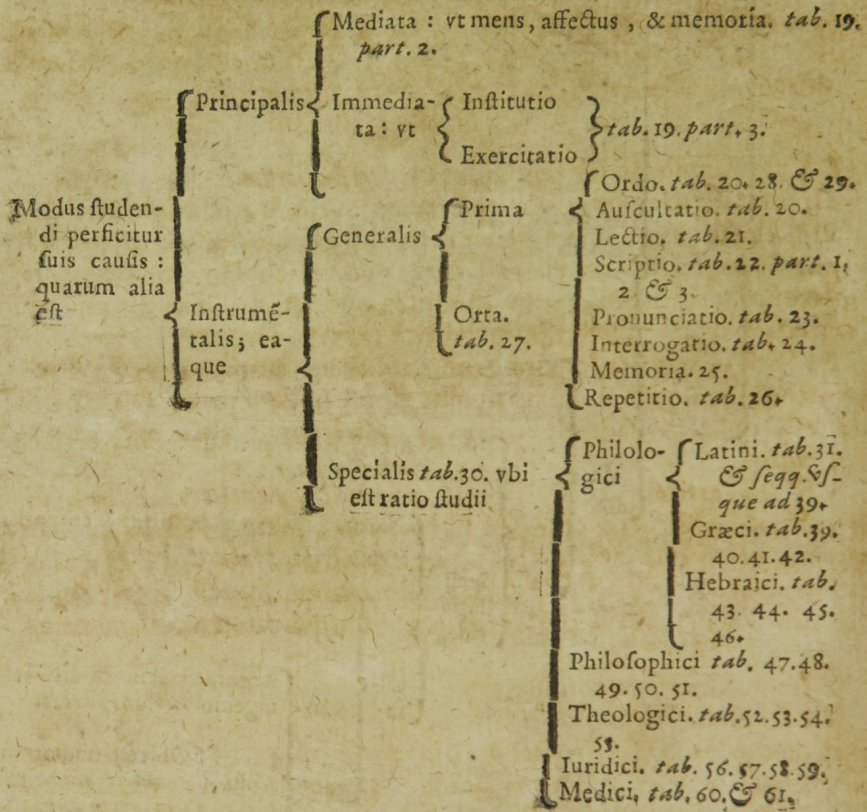 Mediata : vt mens, affectus , & memoria. tab. 19.
part. 2.
Principalis
Immedia-
ta : vt
Inſtitutio
Exercitatio
tab. 19. part. 3.
Modus ſtuden-
di perficitur
ſuis cauſis :
quarum alia
eſt
Inſtrumē-
talis; ea-
que
Generalis
Prima
Ordo. tab. 20. 28. & 29.
Auſcultatio. tab. 20.
Lectio. tab. 21.
Scriptio. tab. 22. part. 1,
2 & 3
Pronunciatio. tab. 23.
Interrogatio. tab. 24.
Memoria. 25.
Repetitio. tab. 26.
Orta.
tab. 27.
Specialis tab. 30. vbi
eſt ratio ſtudii
Philolo-
gici
Latini. tab. 31.
& ſeqq. vſ-
que ad 39.
Græci. tab. 39.
40. 41. 42.
Hebraici. tab.
43. 44. 45.
46.
Philoſophici tab. 47. 48.
49. 50. 51.
Theologici. tab. 52. 53. 54.
55.
Iuridici. tab. 56. 57. 58. 59.
Medici, tab. 60. & 61.